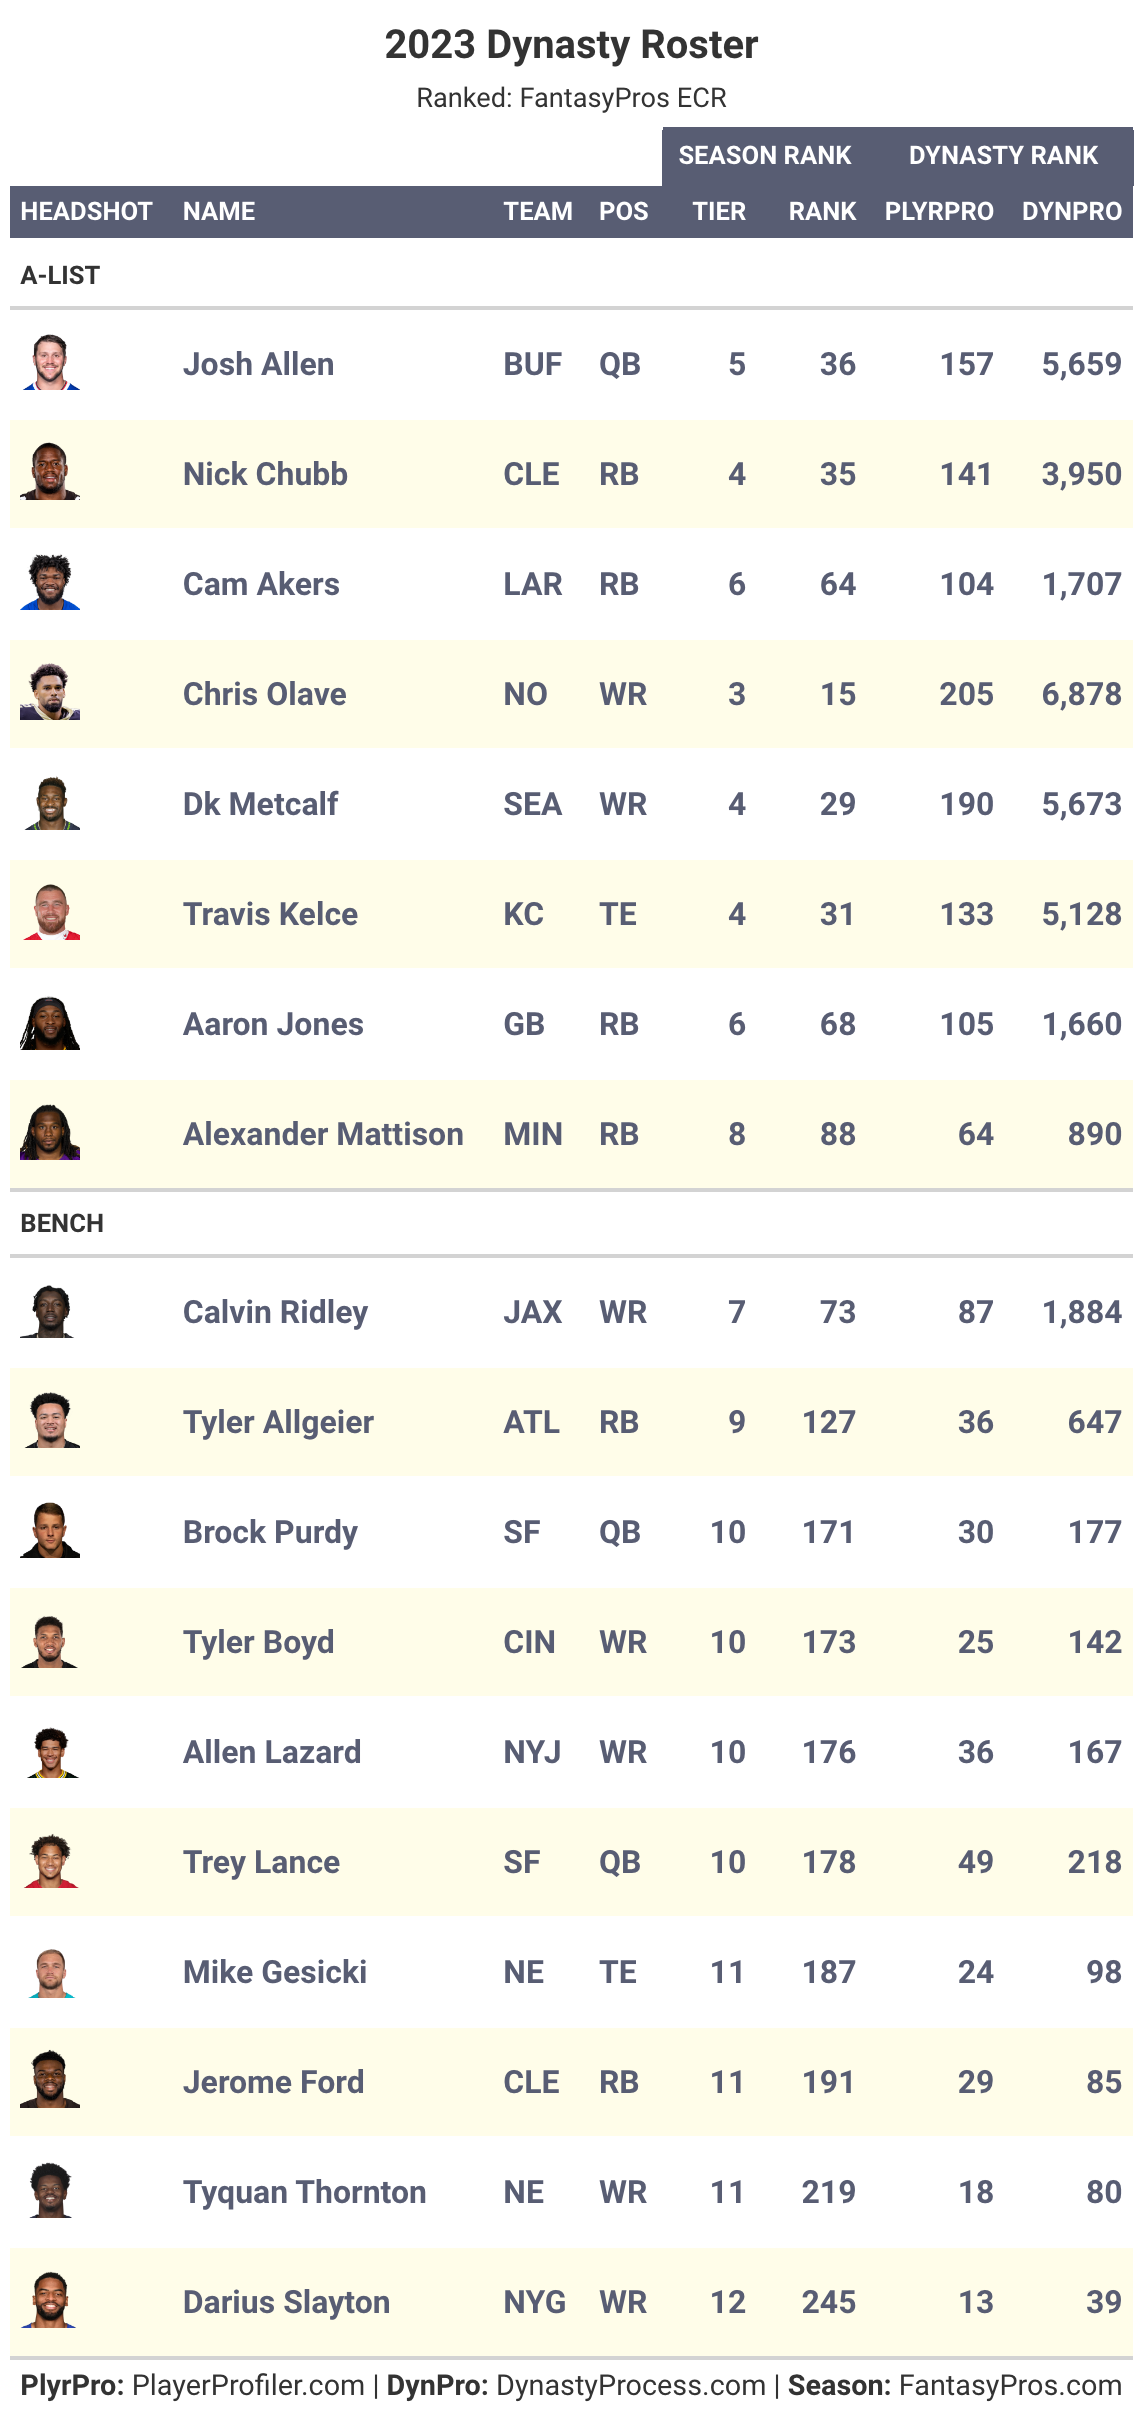 2023 Dynasty Roster
Ranked: FantasyPros ECR
SEASON RANK DYNASTY RANK
HEADSHOT NAME TEAM POS TIER RANK PLYRPRO DYNPRO
A-LIST
Josh Allen BUF QB 5 36 157 5,659
Nick Chubb CLE RB 4 35 141 3,950
Cam Akers LAR RB 6 64 104 1,707
Chris Olave NO WR 3 15 205 6,878
Dk Metcalf SEA WR 4 29 190 5,673
Travis Kelce KC TE 4 31 133 5,128
Aaron Jones GB RB 6 68 105 1,660
Alexander Mattison MIN RB 8 88 64 890
BENCH
Calvin Ridley JAX WR 7 73 87 1,884
Tyler Allgeier ATL RB 9 127 36 647
Brock Purdy SF QB 10 171 30 177
Tyler Boyd CIN WR 10 173 25 142
Allen Lazard NYJ WR 10 176 36 167
Trey Lance SF QB 10 178 49 218
Mike Gesicki NE TE 11 187 24 98
Jerome Ford CLE RB 11 191 29 85
Tyquan Thornton NE WR 11 219 18 80
Darius Slayton NYG WR 12 245 13 39
PlyrPro: PlayerProfiler.com | DynPro: DynastyProcess.com | Season: FantasyPros.com